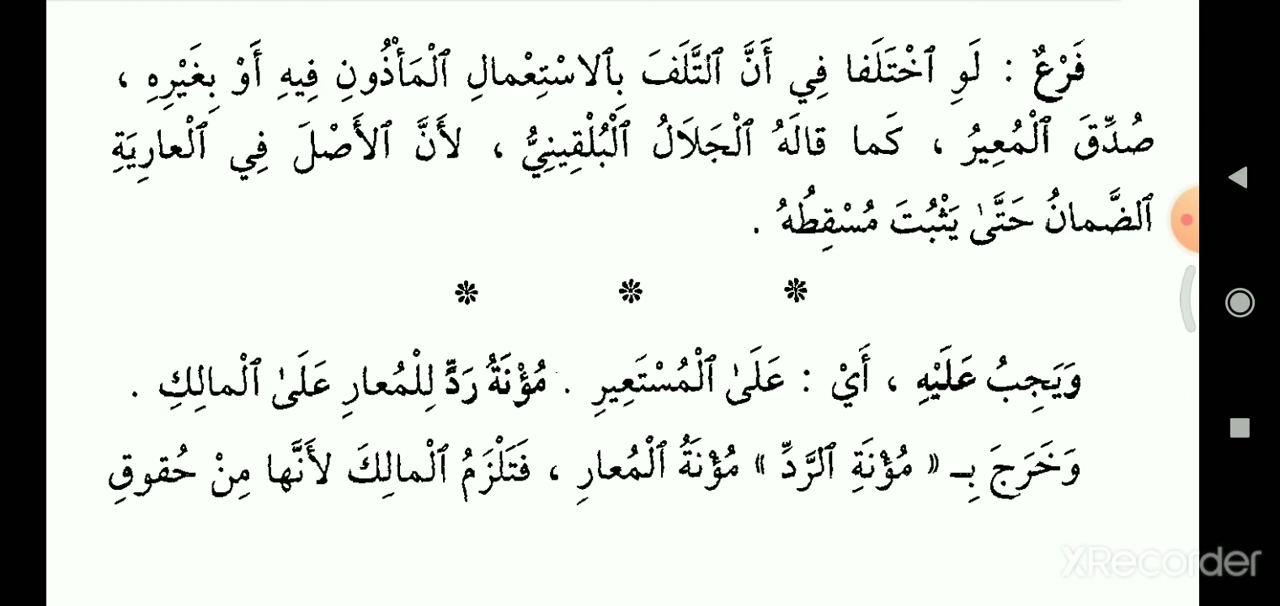 فَرْعٌ : لَوِ ٱخْتَلَفا فِي أَنَّ ٱلتَّلَفَ بِٱلاسْتِعْمالِ ٱلْمَأْذُونِ فِيهِ أَوْ بِغَيْرِهِ ،
صُدِّقَ ٱلْمُعِيرُ ، كَما قالَهُ ٱلْجَلَالُ ٱلْبُلْقِينِيُّ ، لأَنَّ ٱلأَصْلَ فِي ٱلْعارِيَةِ
ٱلضَّمانُ حَتَّىٰ يَثْبُتَ مُسْقِطُهُ .
❊ ❊ ❊
وَيَجِبُ عَلَيْهِ ، أَيْ : عَلَىٰ ٱلْمُسْتَعِيرِ . مُؤْنَةُ رَدٍّ لِلْمُعارِ عَلَىٰ ٱلْمالِكِ .
وَخَرَجَ بِـ « مُؤْنَةِ ٱلرَّدِّ » مُؤْنَةُ ٱلْمُعارِ ، فَتَلْزَمُ ٱلْمالِكَ لأَنَّها مِنْ حُقوقِ
XRecorder